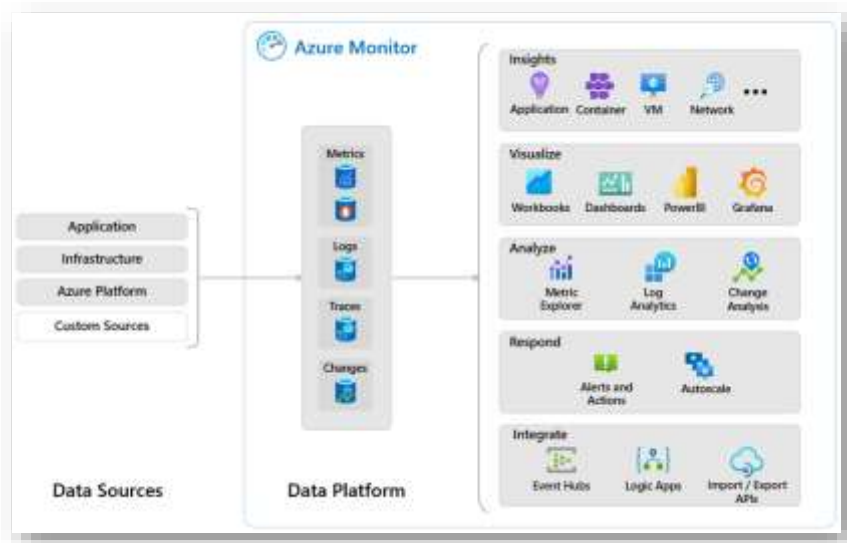 Azure Monitor
Insights
Application Container VM Network
Visualize
Workbooks Dashboards PowerBI Grafana
Analyze
Metric Explorer
Log Analytics
Change Analysis
Respond
Alerts and Actions
Autoscale
Integrate
Event Hubs Logic Apps Import / Export APIs
Metrics
Logs
Traces
Changes
Application
Infrastructure
Azure Platform
Custom Sources
Data Sources
Data Platform